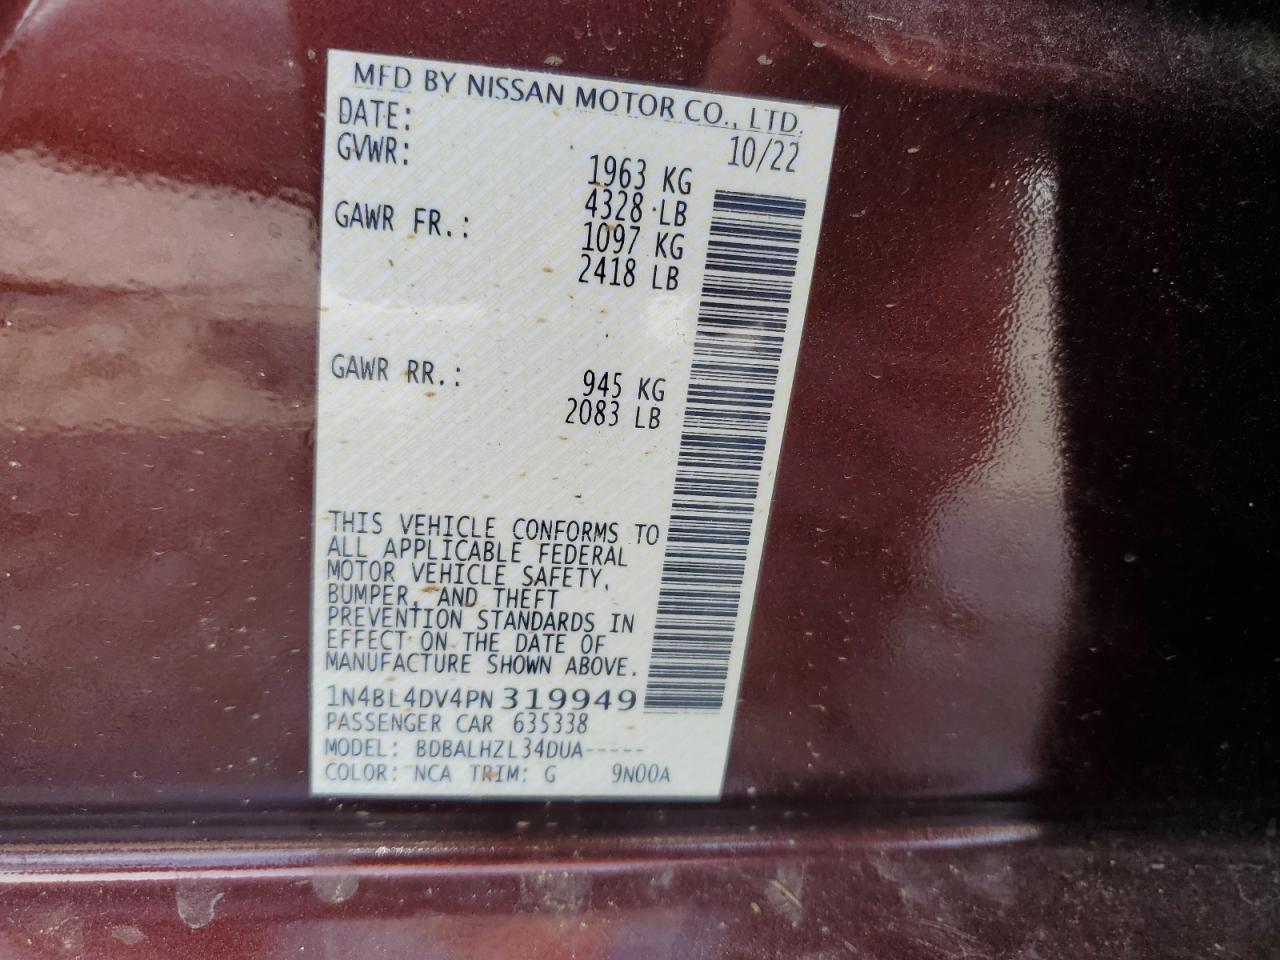 MFD BY NISSAN MOTOR CO., LTD.
DATE: 10/22
GVWR: 1963 KG
4328 LB
GAWR FR.: 1097 KG
2418 LB
GAWR RR.: 945 KG
2083 LB
THIS VEHICLE CONFORMS TO
ALL APPLICABLE FEDERAL
MOTOR VEHICLE SAFETY,
BUMPER, AND THEFT
PREVENTION STANDARDS IN
EFFECT ON THE DATE OF
MANUFACTURE SHOWN ABOVE.
1N4BL4DV4PN319949
PASSENGER CAR 635338
MODEL: BDBALHZL34DUA-----
COLOR: NCA TRIM: G 9N00A